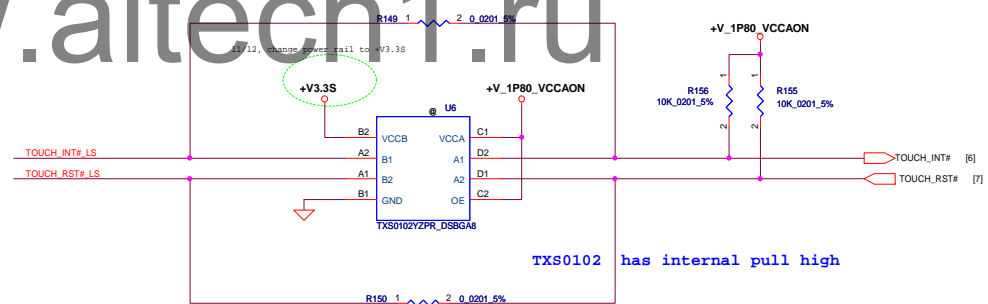 R149 1 2 0_0201_5%
.altech1.ru
11/12, change power rail to +V3.3S
+V_1P80_VCCAON
+V3.3S
+V_1P80_VCCAON
R156
10K_0201_5%
1
2
R155
10K_0201_5%
1
2
@ U6
B2 VCCB VCCA C1
TOUCH_INT#_LS A2 B1 A1 D2 TOUCH_INT# [6]
TOUCH_RST#_LS A1 B2 A2 D1 TOUCH_RST# [7]
B1 GND OE C2
TXS0102YZPR_DSBGA8
TXS0102 has internal pull high
R150 1 2 0_0201_5%